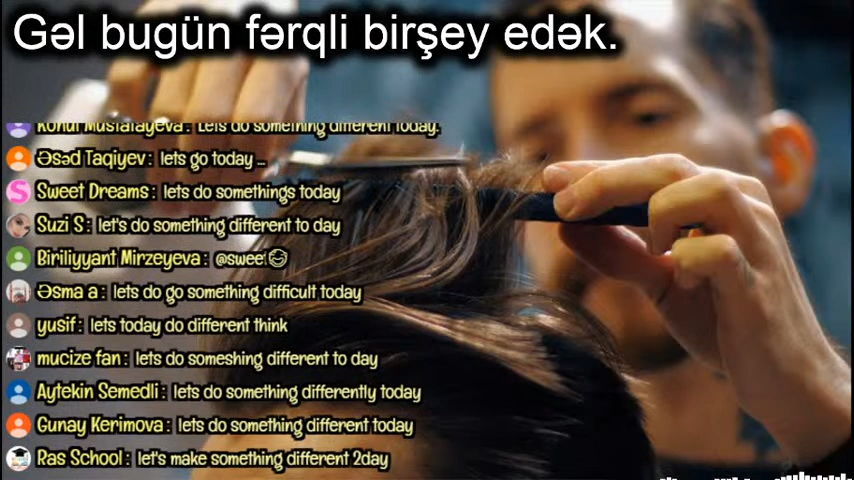 Gəl bugün fərqli birşey edək.
Konul Mustafayeva: Lets do something different today.
Əsəd Taqiyev: lets go today ...
Sweet Dreams: lets do somethings today
Suzi S: let's do something different to day
Biriliyyant Mirzeyeva: @sweet😅
Əsma a: lets do go something difficult today
yusif: lets today do different think
mucize fan: lets do someshing different to day
Aytekin Semedli: lets do something differently today
Gunay Kerimova: lets do something different today
Ras School: let's make something different 2day